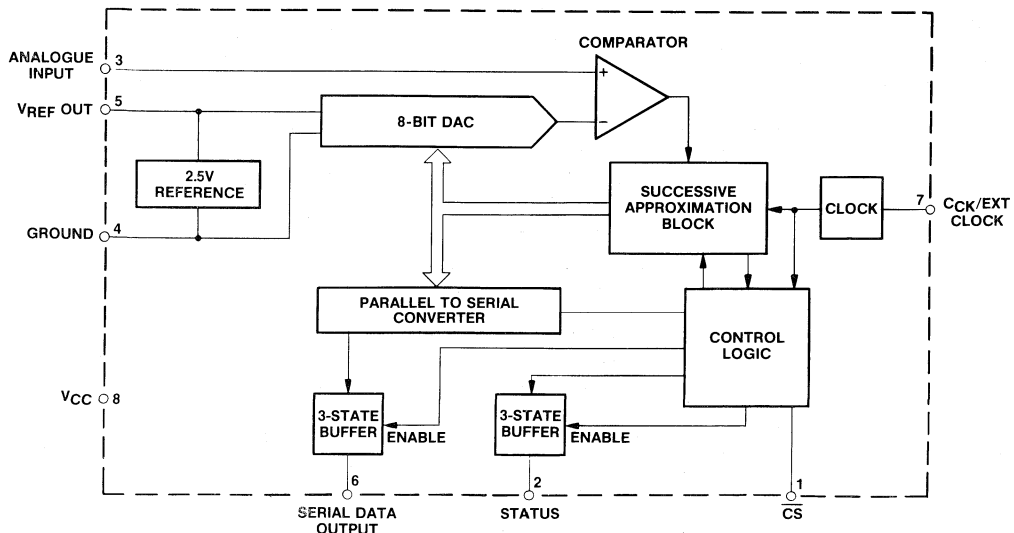 COMPARATOR
ANALOGUE
INPUT
3
+
VREF OUT
5
8-BIT DAC
−
2.5V
REFERENCE
SUCCESSIVE
APPROXIMATION
BLOCK
CLOCK
7
CCK/EXT
CLOCK
GROUND
4
PARALLEL TO SERIAL
CONVERTER
CONTROL
LOGIC
VCC
8
3-STATE
BUFFER
ENABLE
3-STATE
BUFFER
ENABLE
6
SERIAL DATA
OUTPUT
2
STATUS
1
C̅S̅